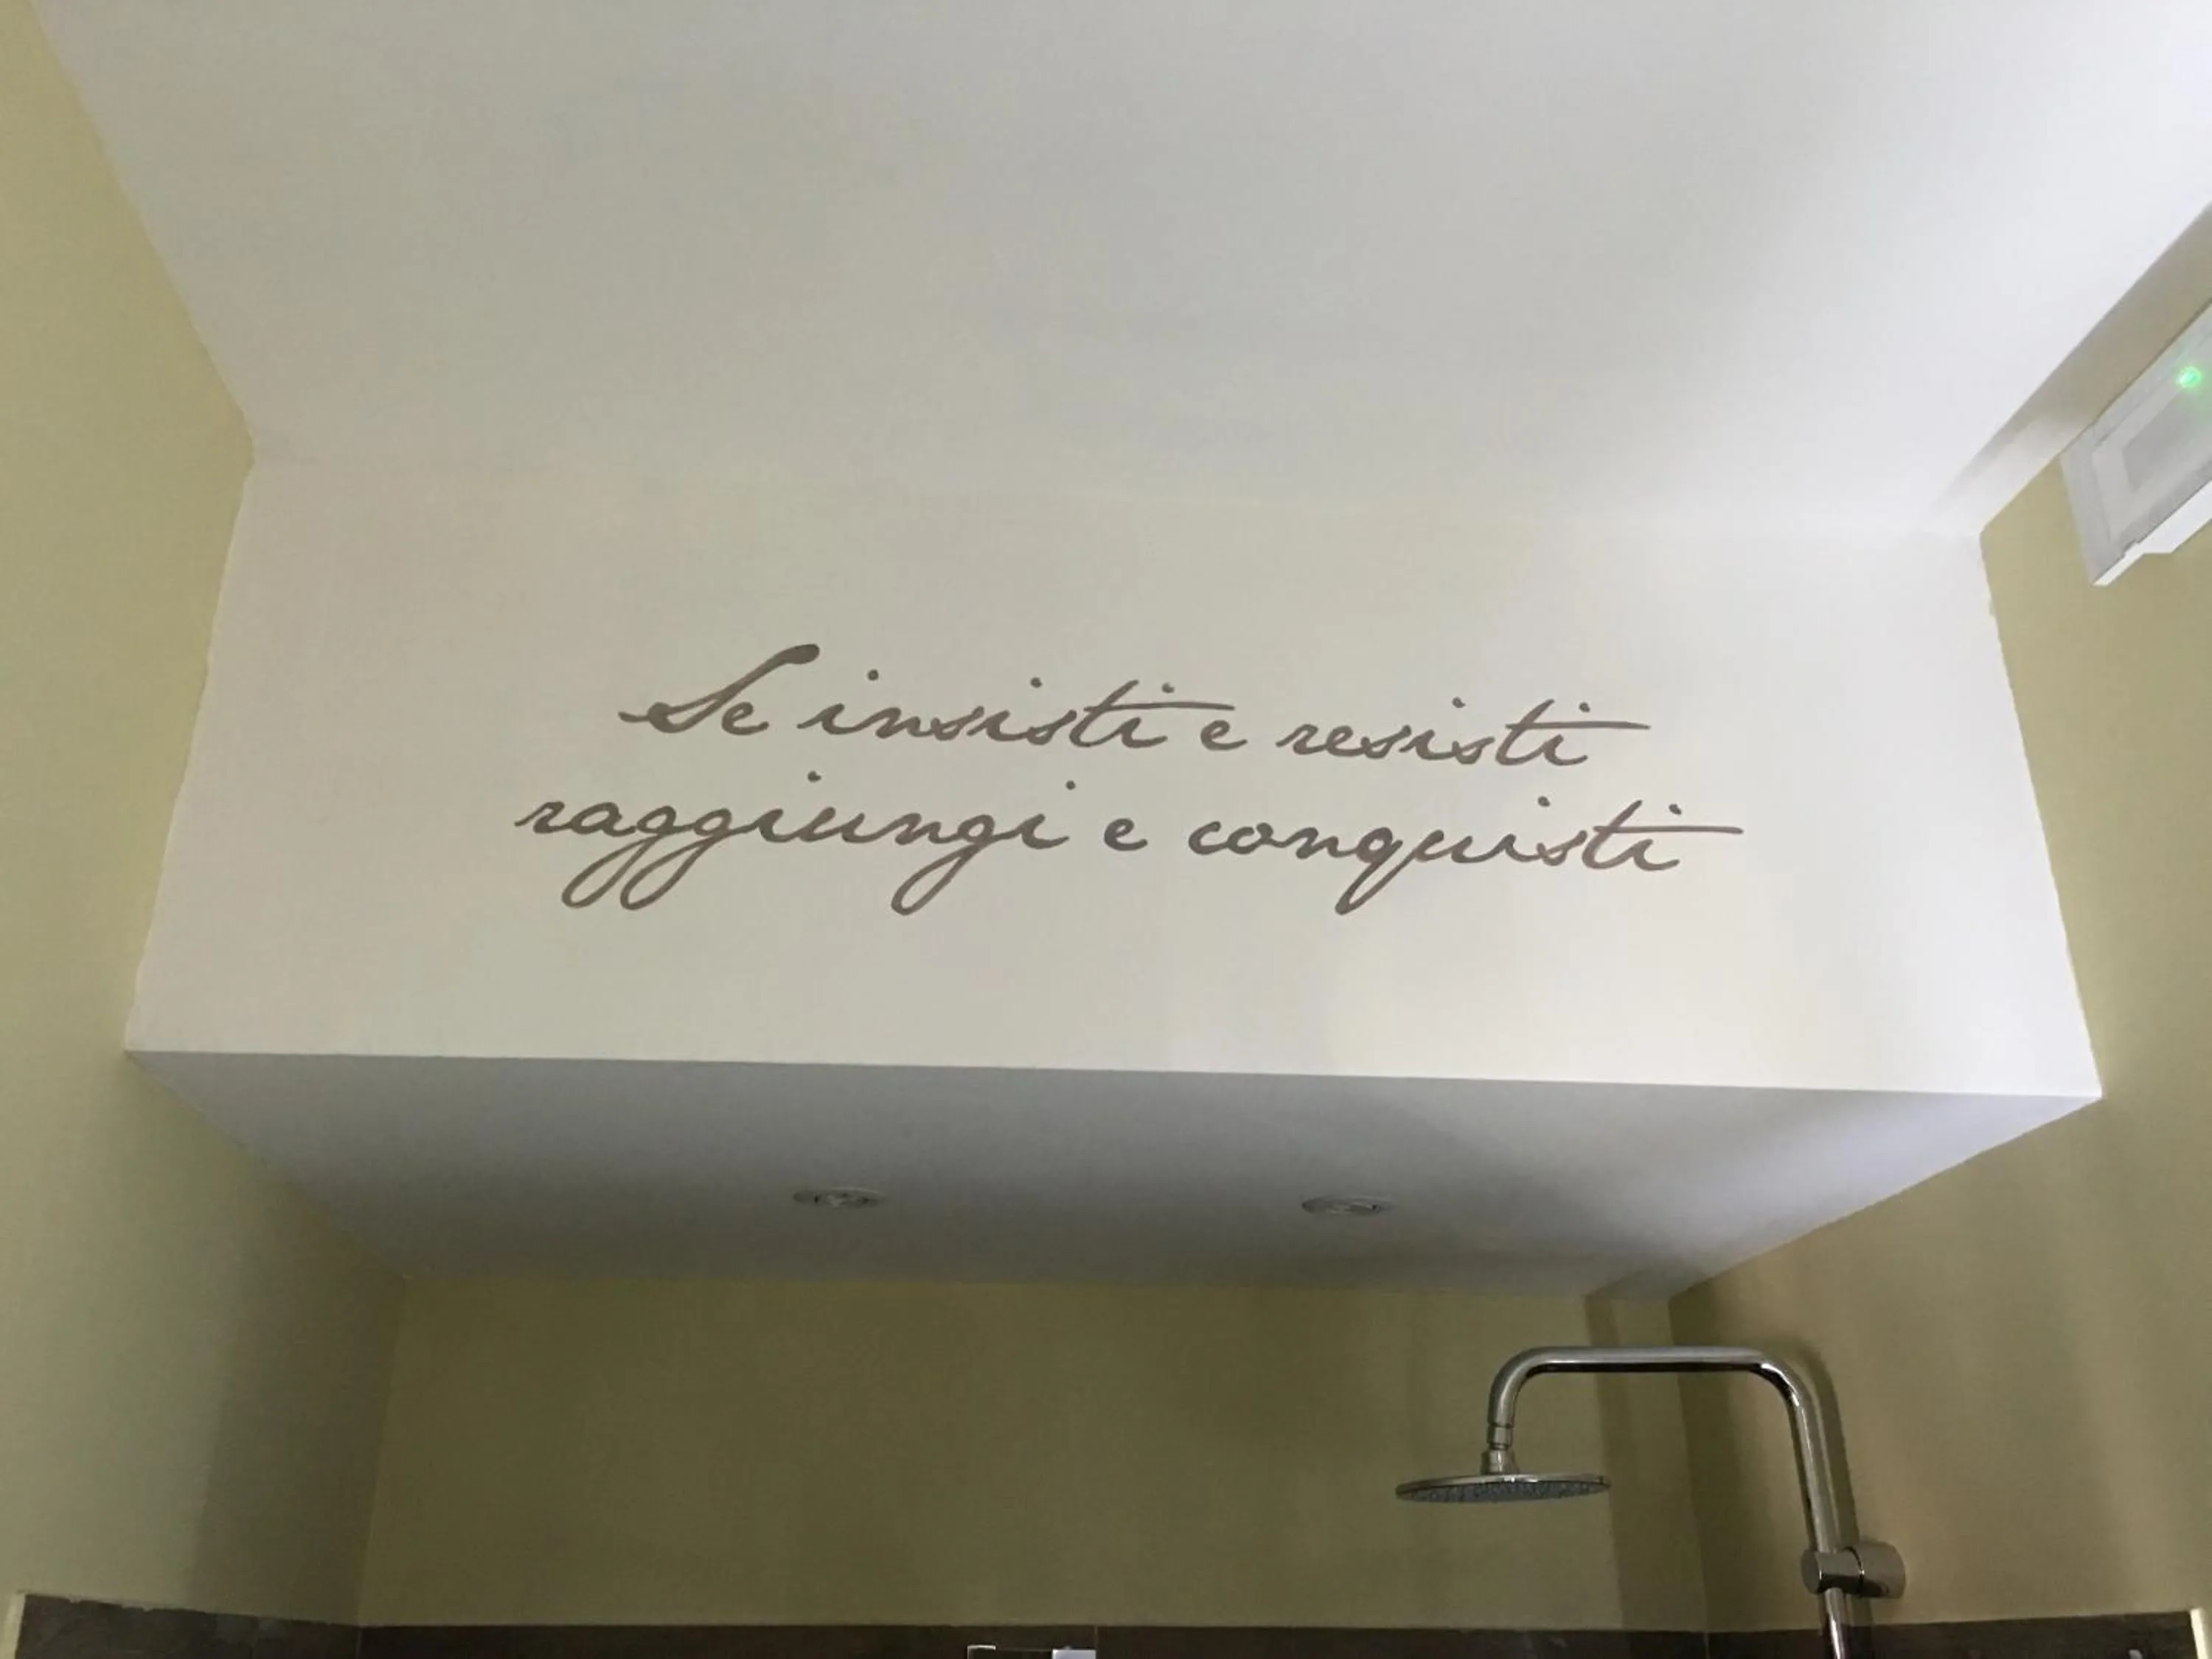 Se insisti e resisti
raggiungi e conquisti